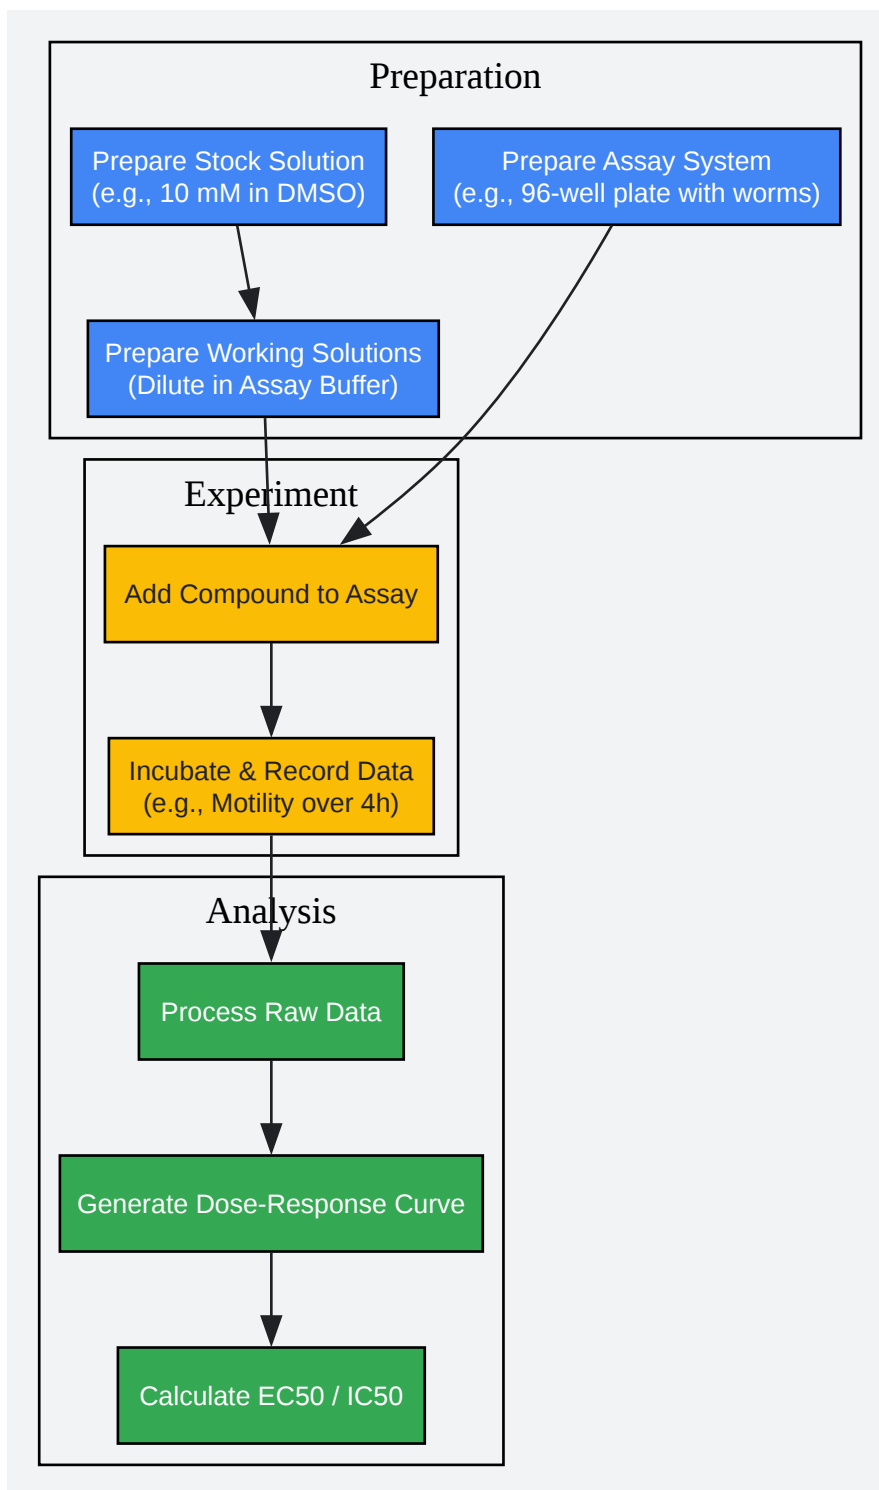 Preparation
Prepare Stock Solution
(e.g., 10 mM in DMSO)
Prepare Assay System
(e.g., 96-well plate with worms)
Prepare Working Solutions
(Dilute in Assay Buffer)
Experiment
Add Compound to Assay
Incubate & Record Data
(e.g., Motility over 4h)
Analysis
Process Raw Data
Generate Dose-Response Curve
Calculate EC50 / IC50